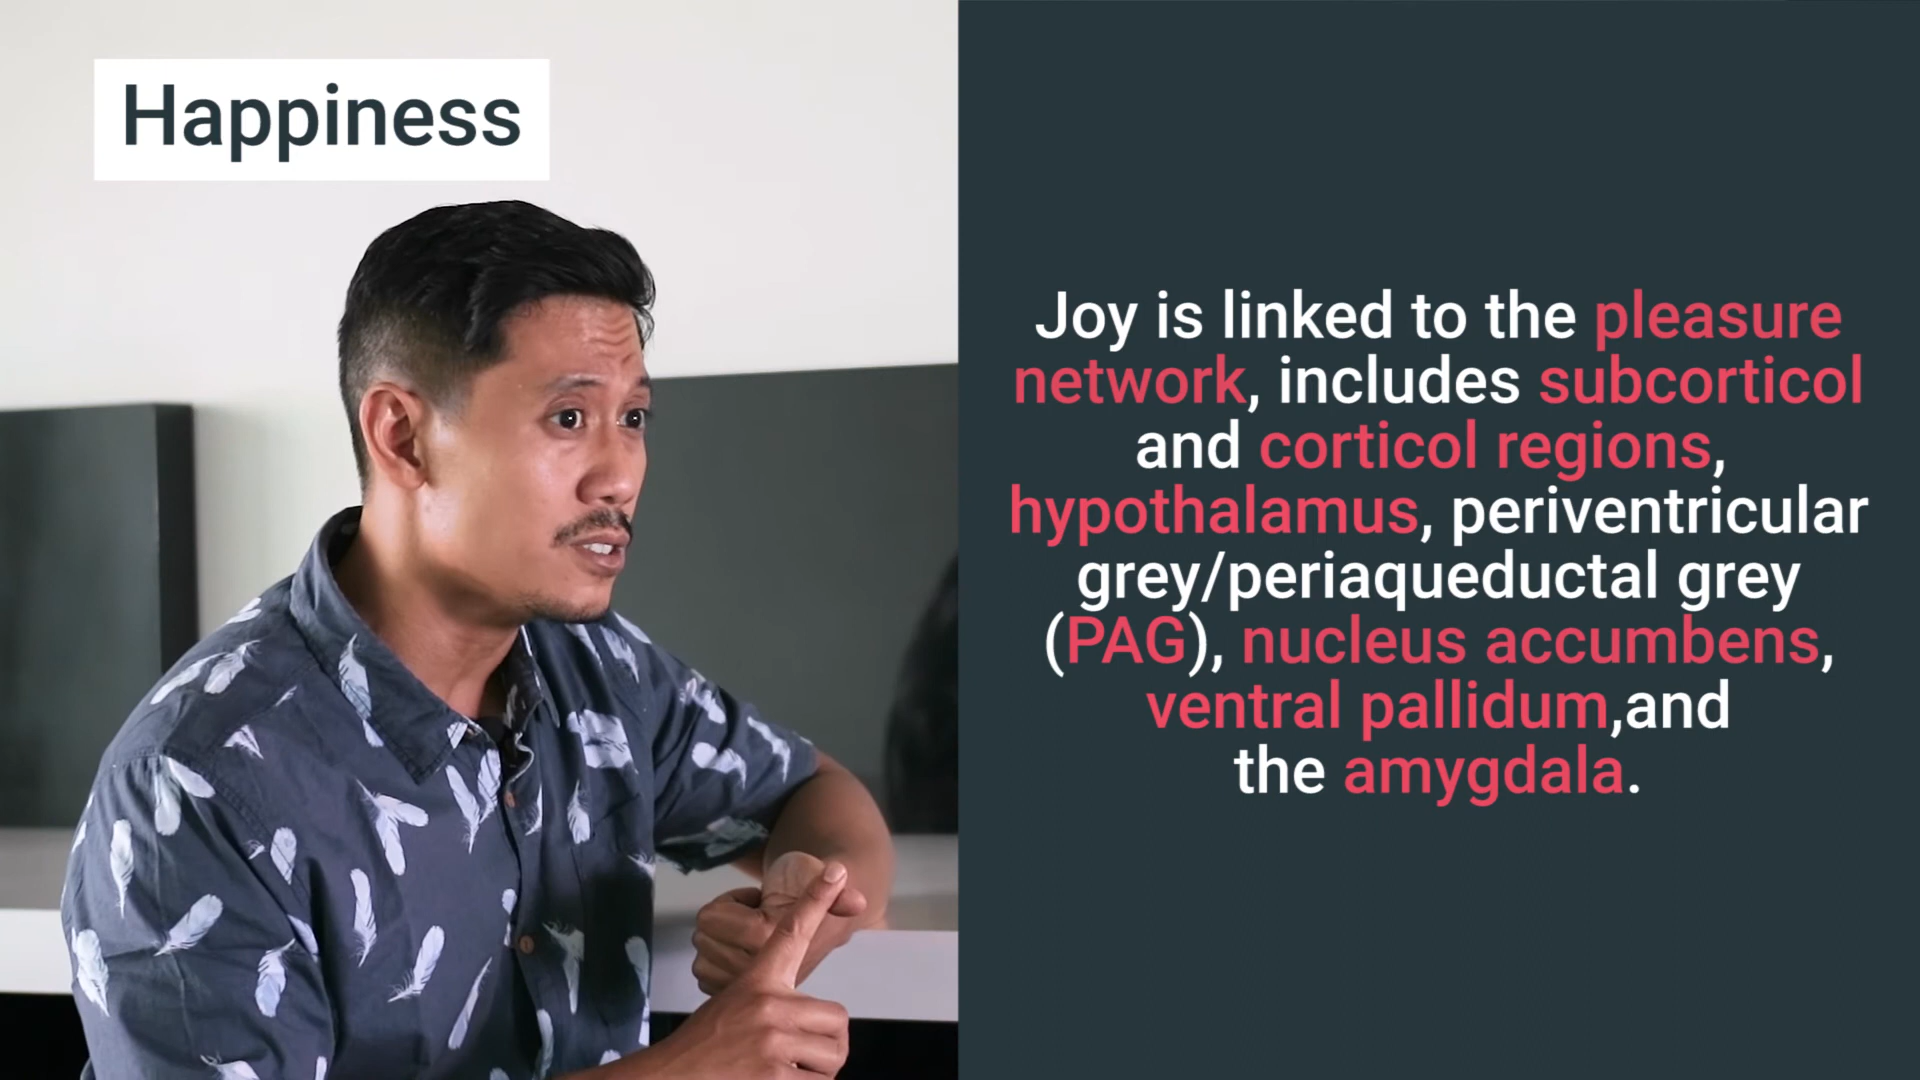 Happiness
Joy is linked to the pleasure
network, includes subcorticol
and corticol regions,
hypothalamus, periventricular
grey/periaqueductal grey
(PAG), nucleus accumbens,
ventral pallidum,and
the amygdala.